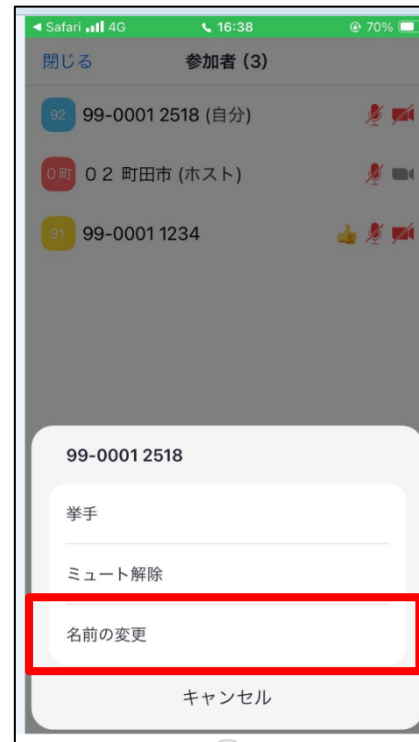 ◀ Safari 4G 16:38 70%
閉じる 参加者 (3)
92 99-0001 2518 (自分)
0町 ０２ 町田市 (ホスト)
91 99-0001 1234
99-0001 2518
挙手
ミュート解除
名前の変更
キャンセル